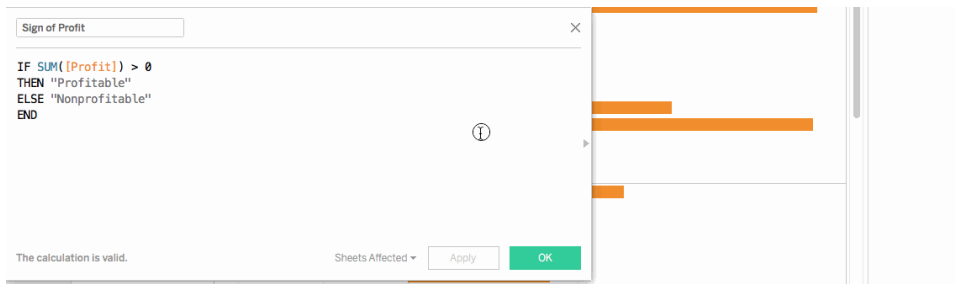 Sign of Profit
IF SUM([Profit]) > 0
THEN "Profitable"
ELSE "Nonprofitable"
END
The calculation is valid.
Sheets Affected
Apply
OK